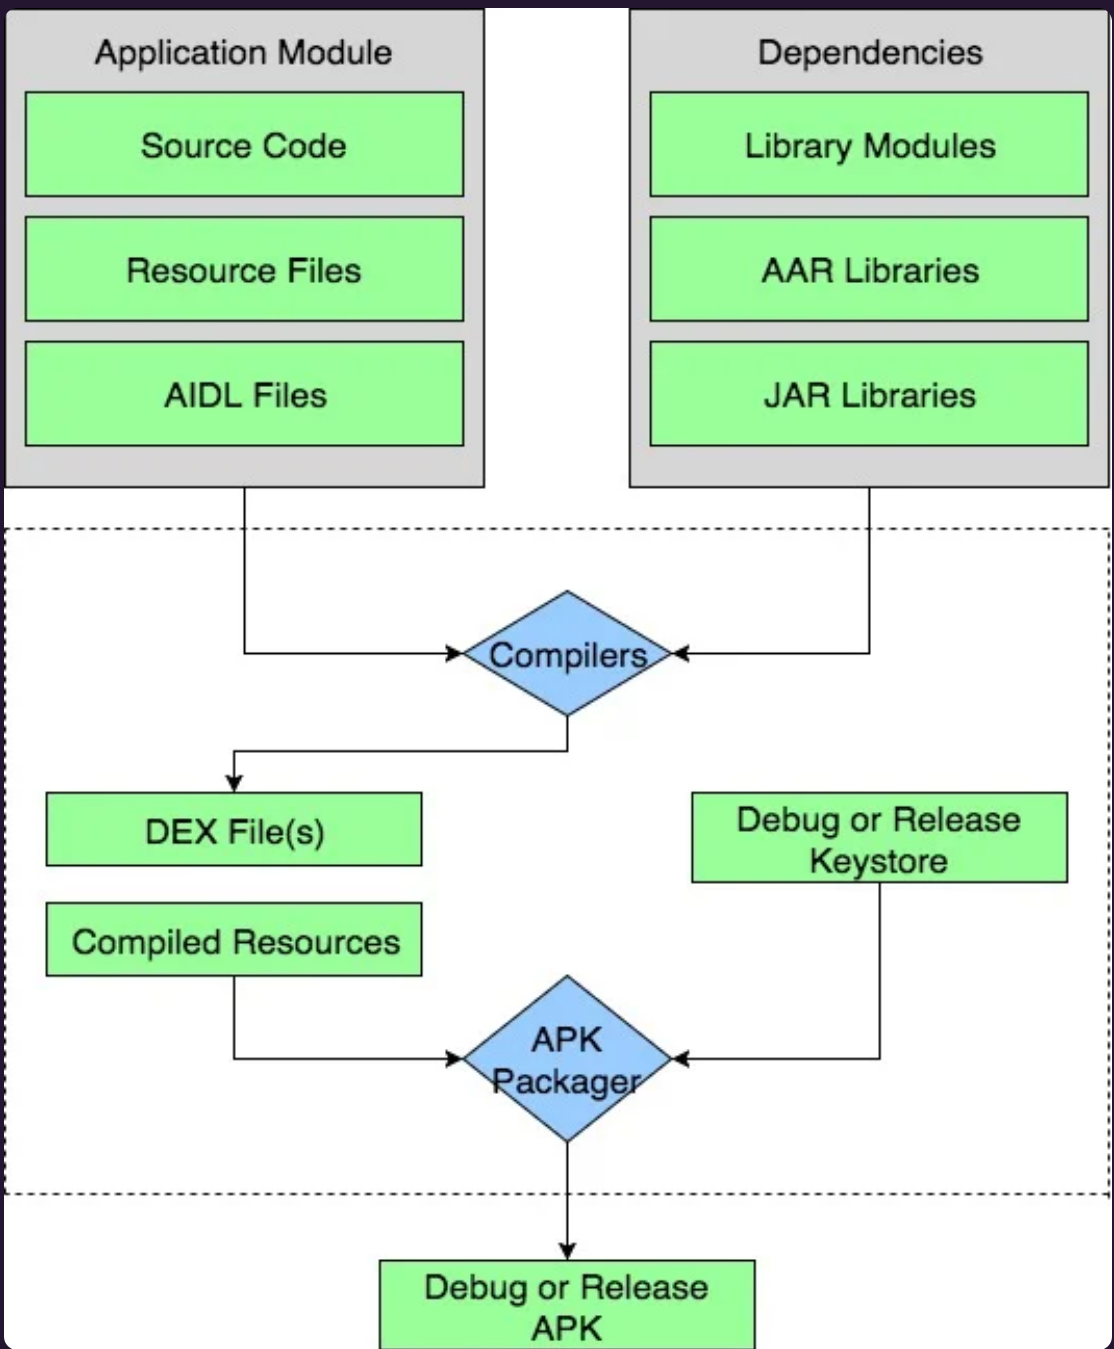 Application Module
Source Code
Resource Files
AIDL Files
Dependencies
Library Modules
AAR Libraries
JAR Libraries
Compilers
DEX File(s)
Compiled Resources
Debug or Release
Keystore
APK
Packager
Debug or Release
APK